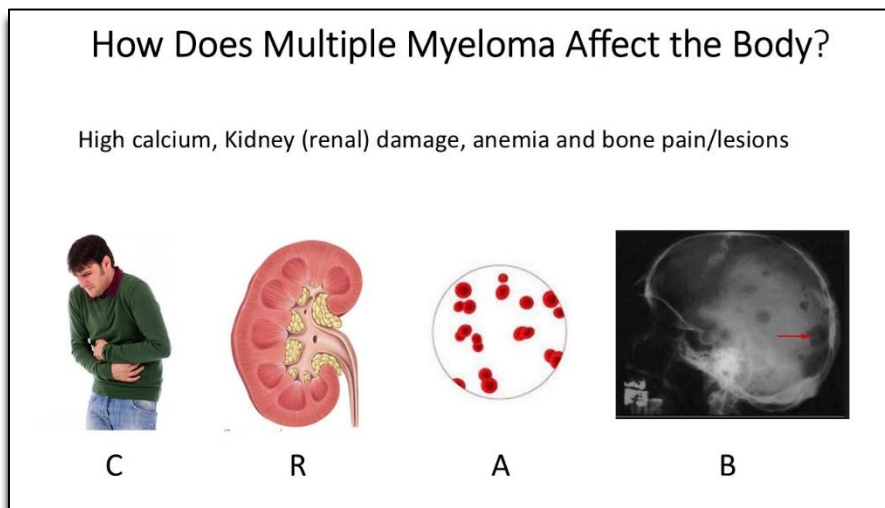 How Does Multiple Myeloma Affect the Body?
High calcium, Kidney (renal) damage, anemia and bone pain/lesions
C R A B